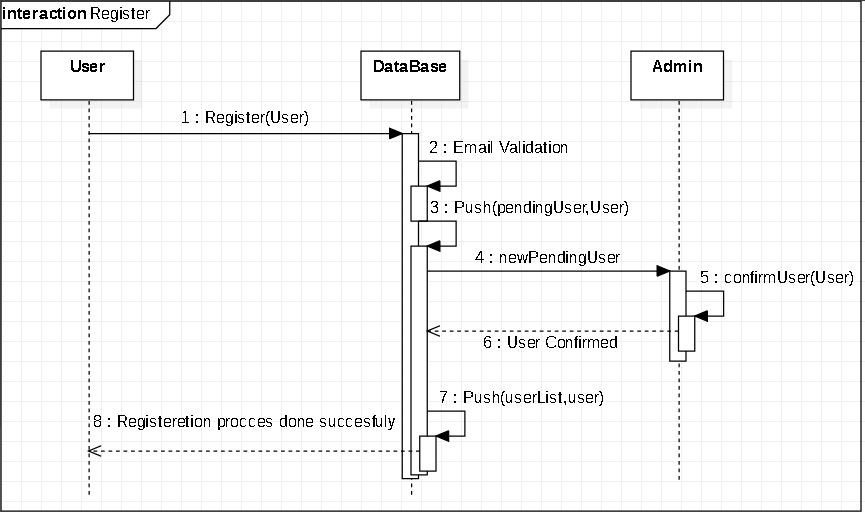 interaction Register
User
DataBase
Admin
1 : Register(User)
2 : Email Validation
3 : Push(pendingUser,User)
4 : newPendingUser
5 : confirmUser(User)
6 : User Confirmed
7 : Push(userList,user)
8 : Registeretion procces done succesfuly